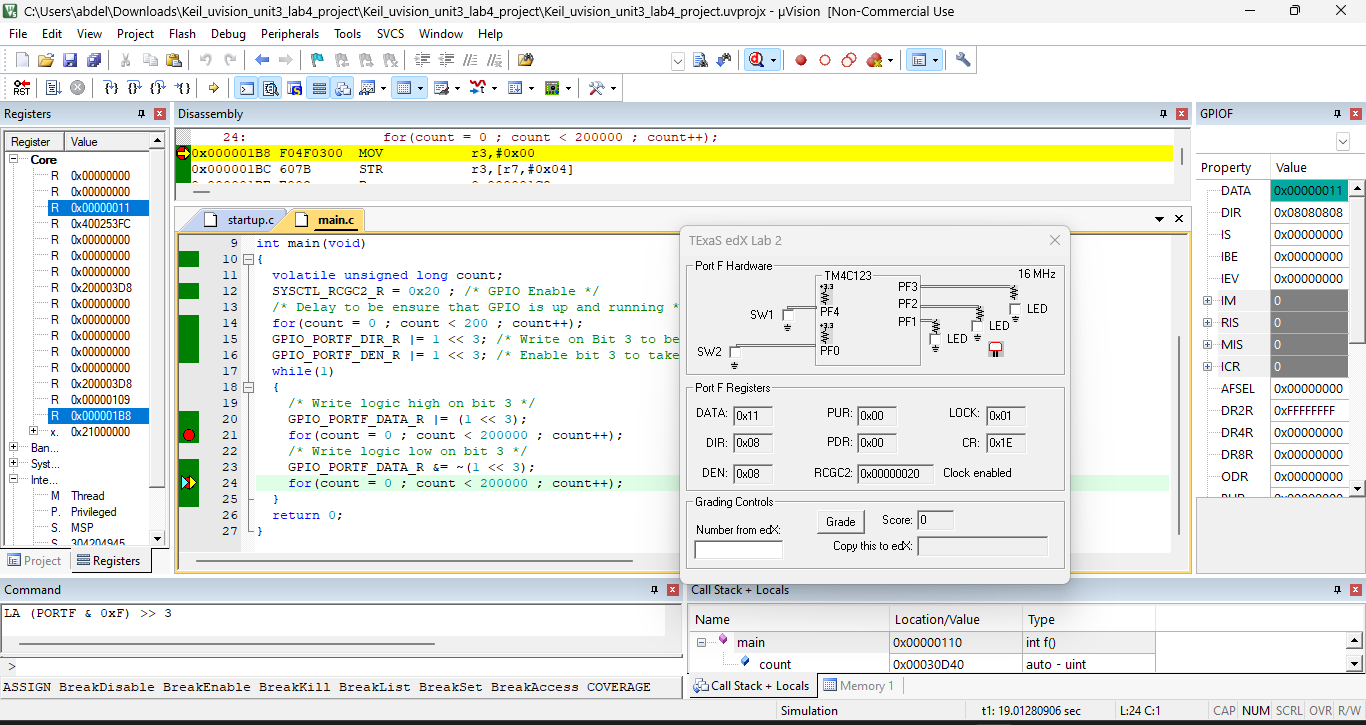 C:\Users\abdel\Downloads\Keil_uvision_unit3_lab4_project\Keil_uvision_unit3_lab4_project\Keil_uvision_unit3_lab4_project.uvprojx - µVision [Non-Commercial Use
File Edit View Project Flash Debug Peripherals Tools SVCS Window Help
RST
Registers
Register Value
Core
R 0x00000000
R 0x00000000
R 0x00000011
R 0x400253FC
R 0x00000000
R 0x00000000
R 0x00000000
R 0x200003D8
R 0x00000000
R 0x00000000
R 0x00000000
R 0x00000000
R 0x00000000
R 0x200003D8
R 0x00000109
R 0x000001B8
x. 0x21000000
Ban...
Syst...
Inte...
M Thread
P. Privileged
S. MSP
S. 304204945
Project Registers
Disassembly
24: for(count = 0 ; count < 200000 ; count++);
0x000001B8 F04F0300 MOV r3,#0x00
0x000001BC 607B STR r3,[r7,#0x04]
startup.c main.c
9 int main(void)
10 {
11 volatile unsigned long count;
12 SYSCTL_RCGC2_R = 0x20 ; /* GPIO Enable */
13 /* Delay to be ensure that GPIO is up and running *
14 for(count = 0 ; count < 200 ; count++);
15 GPIO_PORTF_DIR_R |= 1 << 3; /* Write on Bit 3 to be
16 GPIO_PORTF_DEN_R |= 1 << 3; /* Enable bit 3 to take
17 while(1)
18 {
19 /* Write logic high on bit 3 */
20 GPIO_PORTF_DATA_R |= (1 << 3);
21 for(count = 0 ; count < 200000 ; count++);
22 /* Write logic low on bit 3 */
23 GPIO_PORTF_DATA_R &= ~(1 << 3);
24 for(count = 0 ; count < 200000 ; count++);
25 }
26 return 0;
27 }
TExaS edX Lab 2
Port F Hardware
TM4C123 16 MHz
+3.3 PF3
SW1 PF4 PF2 LED
+3.3 PF1 LED
SW2 PF0 LED
Port F Registers
DATA: 0x11 PUR: 0x00 LOCK: 0x01
DIR: 0x08 PDR: 0x00 CR: 0x1E
DEN: 0x08 RCGC2: 0x00000020 Clock enabled
Grading Controls
Number from edX: Grade Score: 0
Copy this to edX:
GPIOF
Property Value
DATA 0x00000011
DIR 0x08080808
IS 0x00000000
IBE 0x00000000
IEV 0x00000000
IM 0
RIS 0
MIS 0
ICR 0
AFSEL 0x00000000
DR2R 0xFFFFFFFF
DR4R 0x00000000
DR8R 0x00000000
ODR 0x00000000
Command
LA (PORTF & 0xF) >> 3
>
ASSIGN BreakDisable BreakEnable BreakKill BreakList BreakSet BreakAccess COVERAGE
Call Stack + Locals
Name Location/Value Type
main 0x00000110 int f()
count 0x00030D40 auto - uint
Call Stack + Locals Memory 1
Simulation t1: 19.01280906 sec L:24 C:1 CAP NUM SCRL OVR R/W